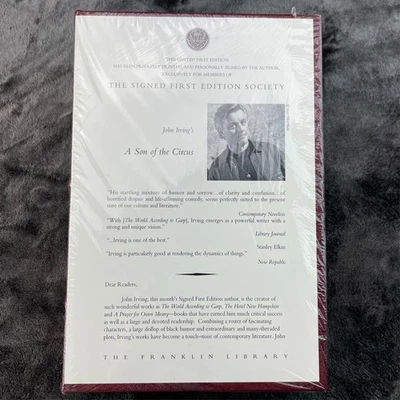 THIS LIMITED FIRST EDITION
HAS BEEN PRIVATELY PRINTED, AND PERSONALLY SIGNED BY THE AUTHOR,
EXCLUSIVELY FOR MEMBERS OF
THE SIGNED FIRST EDITION SOCIETY
John Irving's
A Son of the Circus
"His startling mixture of humor and sorrow...of clarity and confusion...of
horrified despair and life-affirming comedy, seems perfectly suited to the present
state of our culture and literature."
Contemporary Novelists
"With [The World According to Garp], Irving emerges as a powerful writer with a
strong and unique vision."
Library Journal
"...Irving is one of the best."
Stanley Elkin
"Irving is particularly good at rendering the dynamics of things."
New Republic
Dear Readers,
John Irving, this month's Signed First Edition author, is the creator of
such wonderful works as The World According to Garp, The Hotel New Hampshire
and A Prayer for Owen Meany—books that have earned him much critical success
as well as a large and devoted readership. Combining a roster of fascinating
characters, a large dollop of black humor and extraordinary and many-threaded
plots, Irving's works have become a touch-stone of contemporary literature. John
THE FRANKLIN LIBRARY